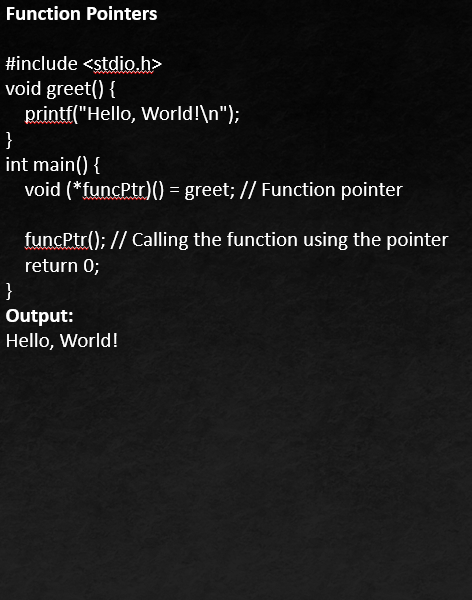 Function Pointers
#include <stdio.h>
void greet() {
printf("Hello, World!\n");
}
int main() {
void (*funcPtr)() = greet; // Function pointer
funcPtr(); // Calling the function using the pointer
return 0;
}
Output:
Hello, World!